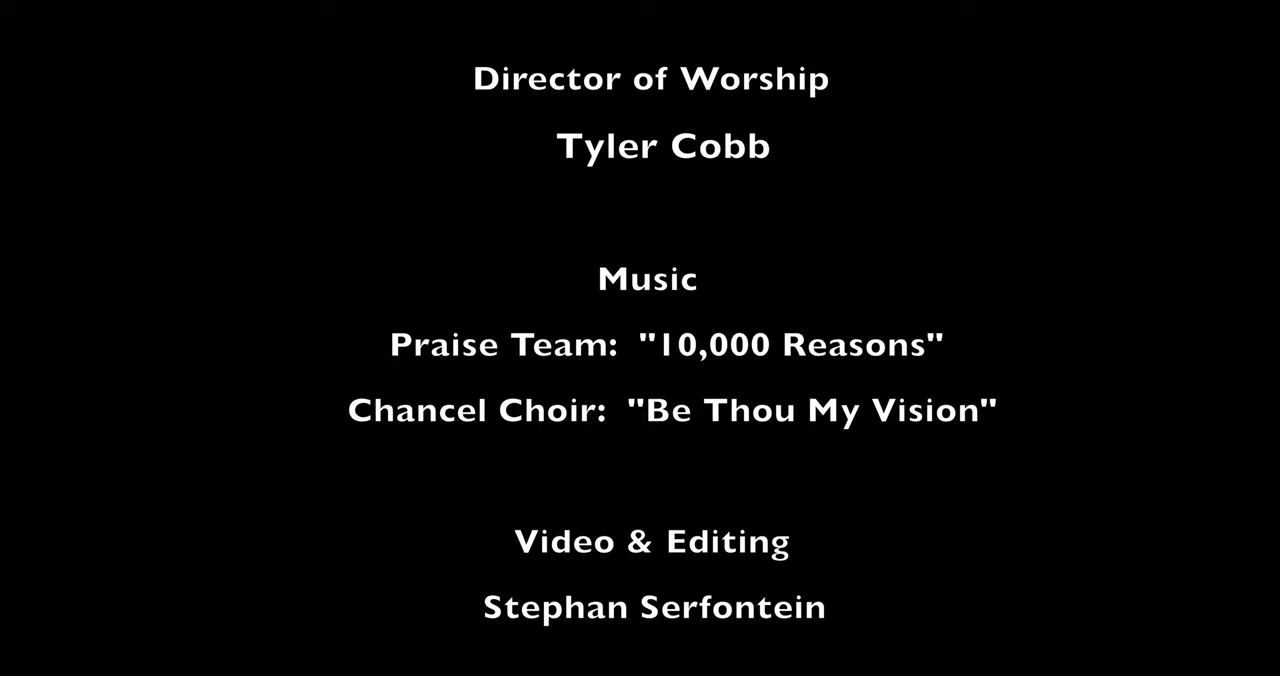 Director of Worship
Tyler Cobb
Music
Praise Team:  "10,000 Reasons"
Chancel Choir:  "Be Thou My Vision"
Video & Editing
Stephan Serfontein